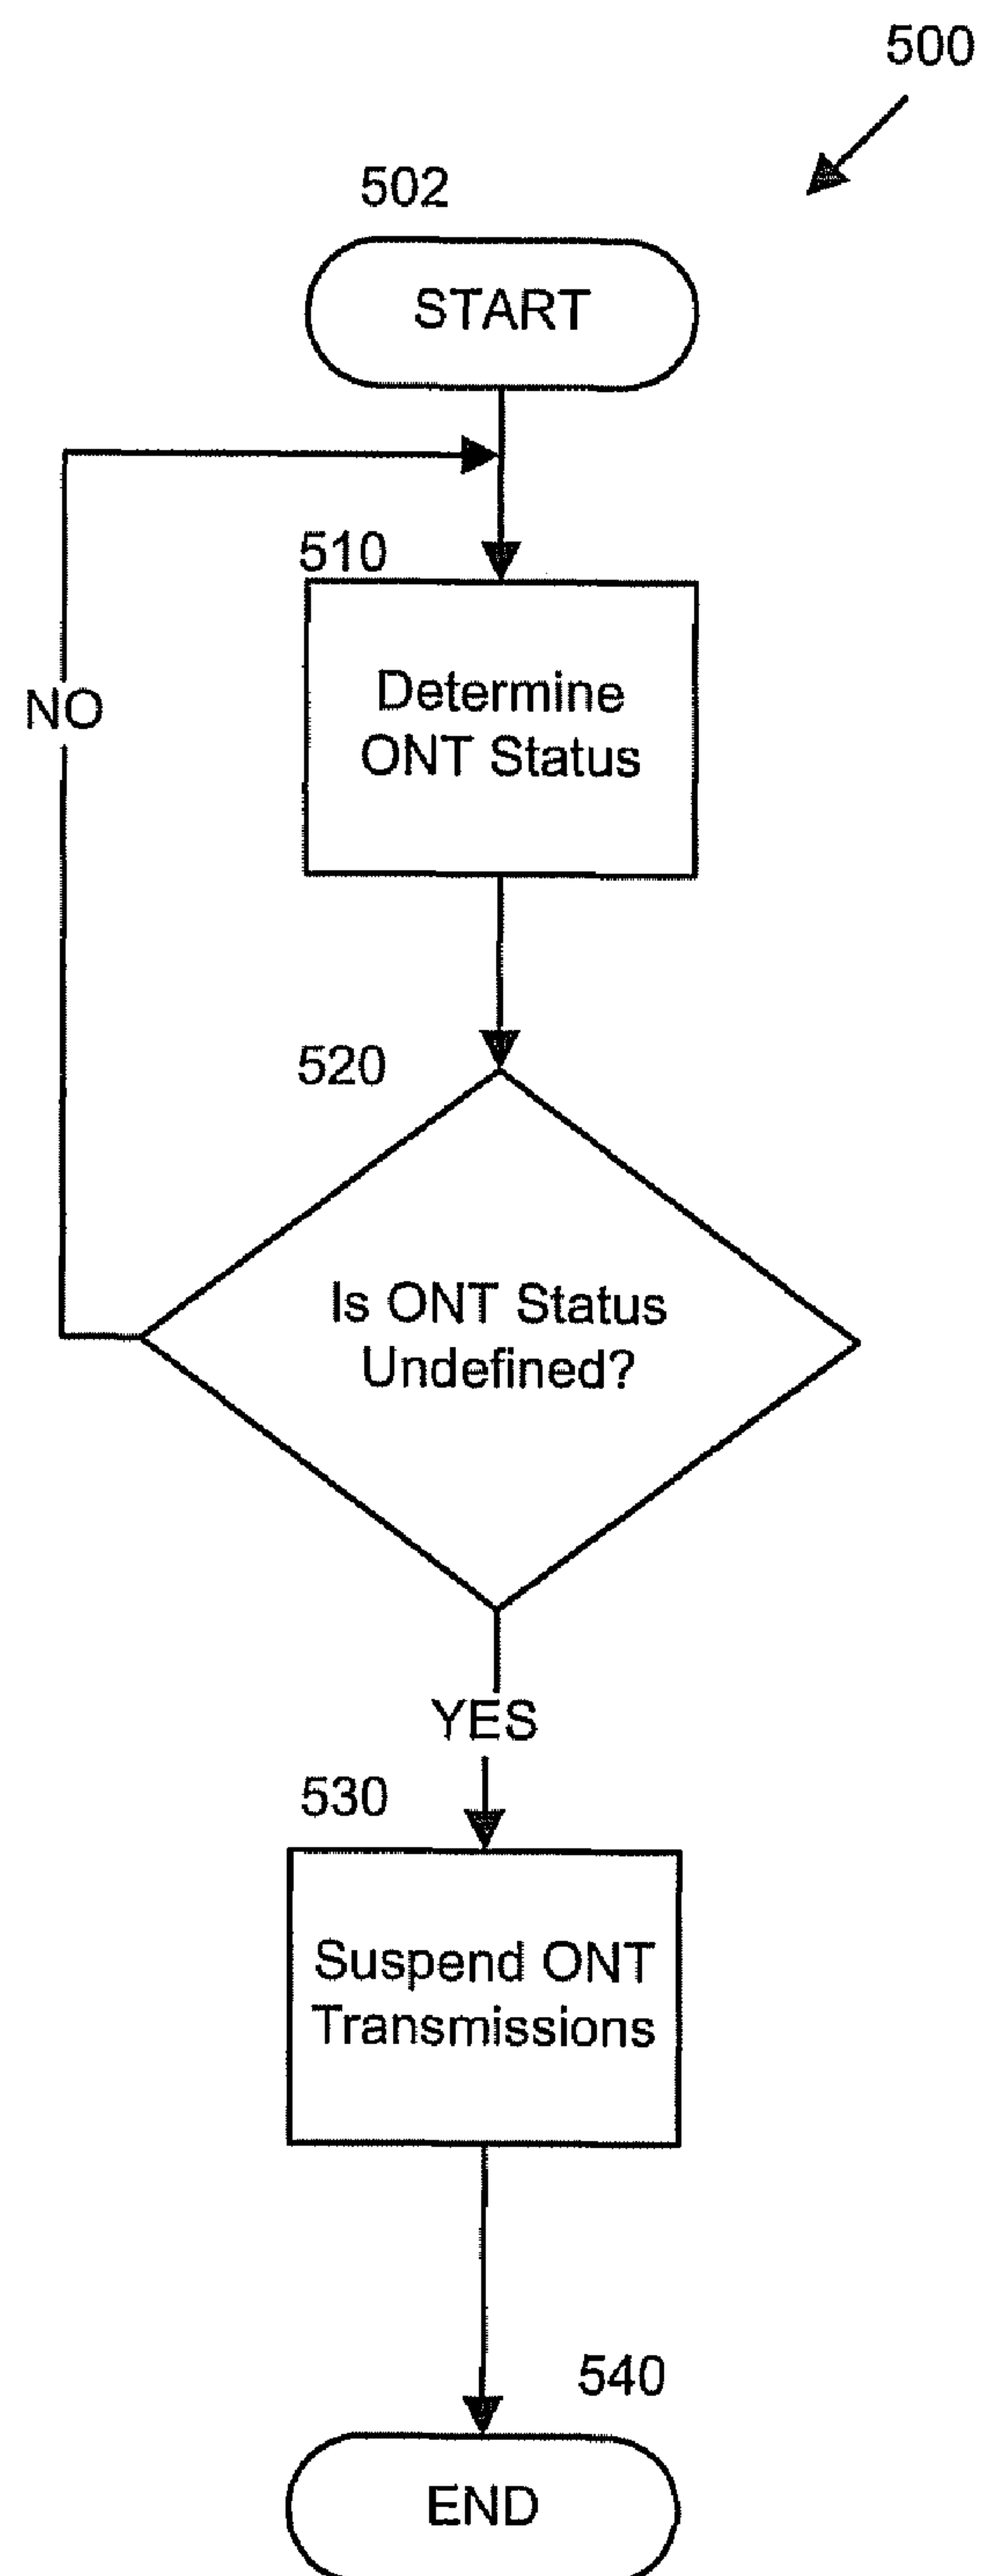 500
502
START
510
Determine
ONT Status
NO
520
Is ONT Status
Undefined?
YES
530
Suspend ONT
Transmissions
540
END